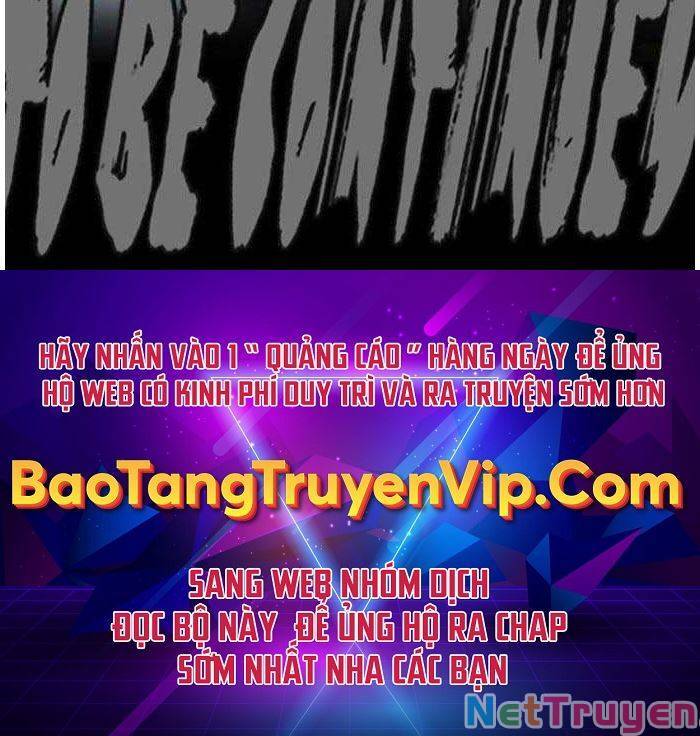 TO BE CONTINUED
HÃY NHẤN VÀO 1 “ QUẢNG CÁO ” HÀNG NGÀY ĐỂ ỦNG
HỘ WEB CÓ KINH PHÍ DUY TRÌ VÀ RA TRUYỆN SỚM HƠN
BaoTangTruyenVip.Com
SANG WEB NHÓM DỊCH
ĐỌC BỘ NÀY ĐỂ ỦNG HỘ RA CHAP
SỚM NHẤT NHA CÁC BẠN
NetTruyen